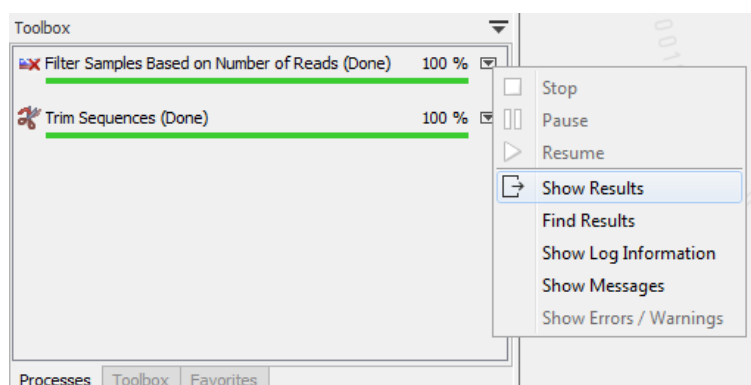 Toolbox
Filter Samples Based on Number of Reads (Done) 100 %
Trim Sequences (Done) 100 %
Stop
Pause
Resume
Show Results
Find Results
Show Log Information
Show Messages
Show Errors / Warnings
Processes Toolbox Favorites